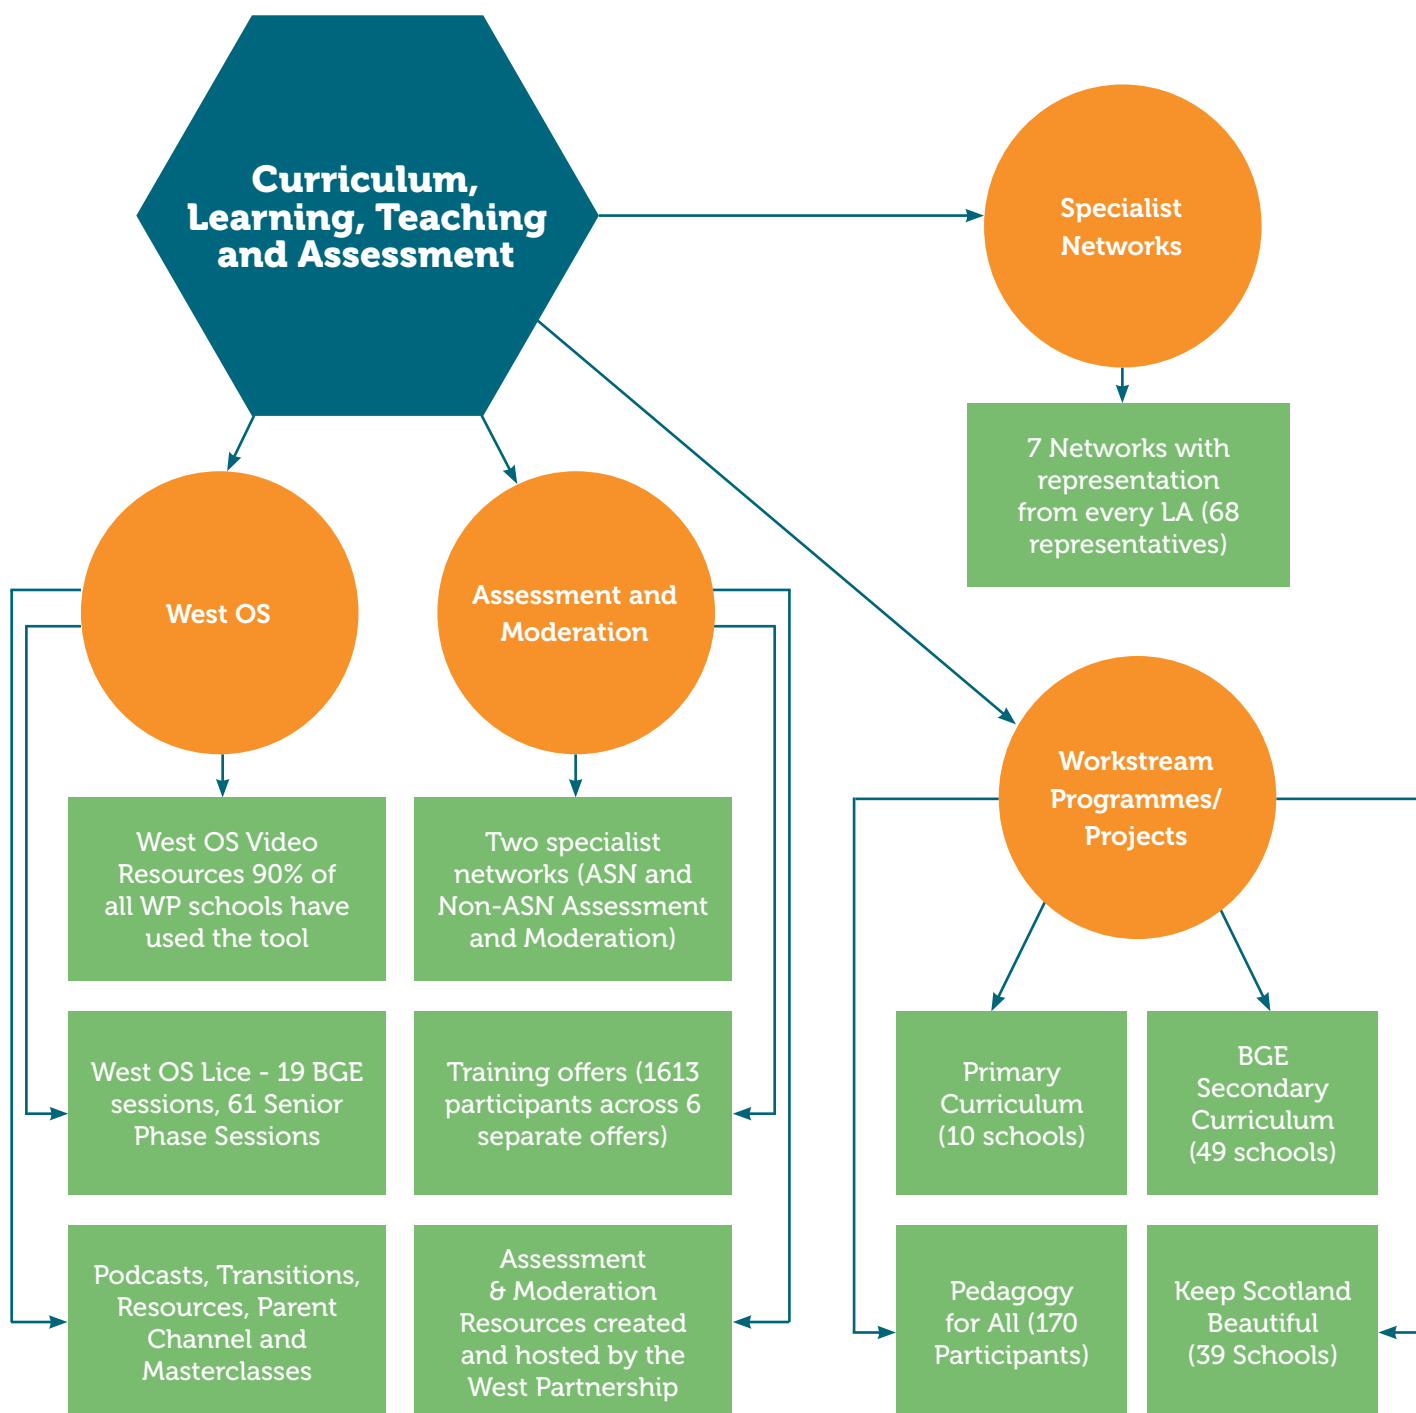 Curriculum,
Learning, Teaching
and Assessment
Specialist
Networks
7 Networks with
representation
from every LA (68
representatives)
West OS
Assessment and
Moderation
Workstream
Programmes/
Projects
West OS Video
Resources 90% of
all WP schools have
used the tool
Two specialist
networks (ASN and
Non-ASN Assessment
and Moderation)
West OS Lice - 19 BGE
sessions, 61 Senior
Phase Sessions
Training offers (1613
participants across 6
separate offers)
Primary
Curriculum
(10 schools)
BGE
Secondary
Curriculum
(49 schools)
Podcasts, Transitions,
Resources, Parent
Channel and
Masterclasses
Assessment
& Moderation
Resources created
and hosted by the
West Partnership
Pedagogy
for All (170
Participants)
Keep Scotland
Beautiful
(39 Schools)